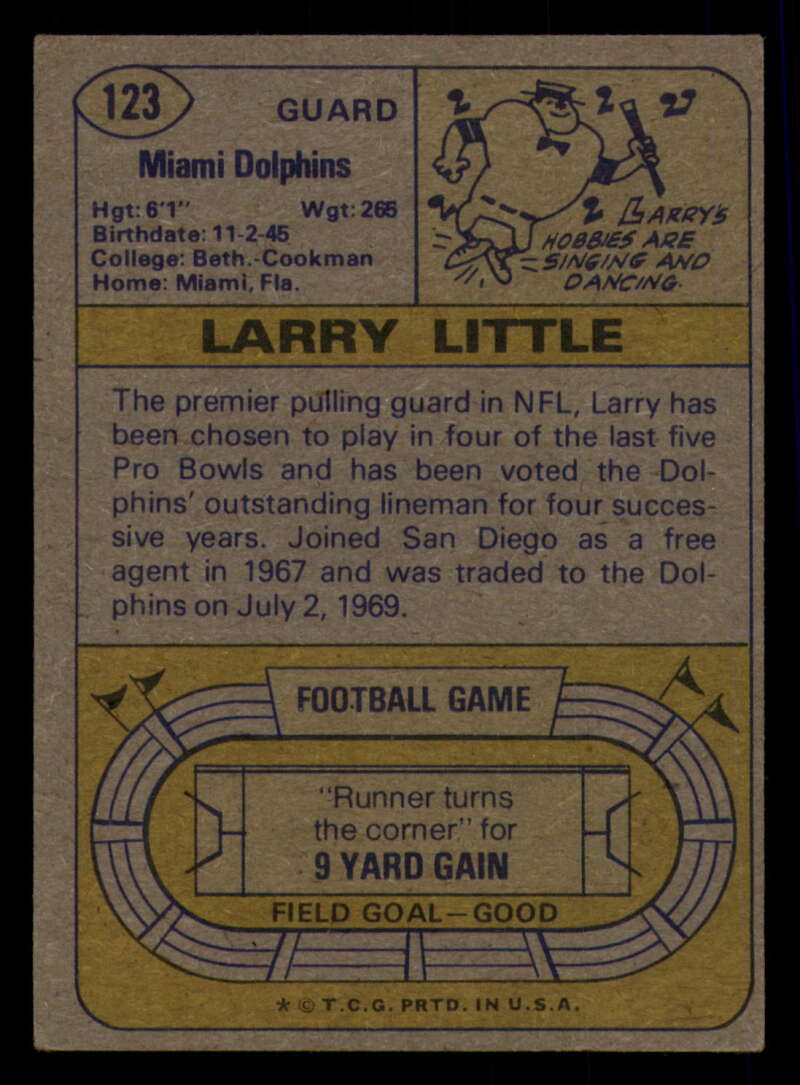 123
GUARD
Miami Dolphins
Hgt: 6'1" Wgt: 265
Birthdate: 11-2-45
College: Beth.-Cookman
Home: Miami, Fla.
LARRY'S
HOBBIES ARE
SINGING AND
DANCING.
LARRY LITTLE
The premier pulling guard in NFL, Larry has
been chosen to play in four of the last five
Pro Bowls and has been voted the Dol-
phins' outstanding lineman for four succes-
sive years. Joined San Diego as a free
agent in 1967 and was traded to the Dol-
phins on July 2, 1969.
FOOTBALL GAME
"Runner turns
the corner" for
9 YARD GAIN
FIELD GOAL—GOOD
* © T.C.G. PRTD. IN U.S.A.